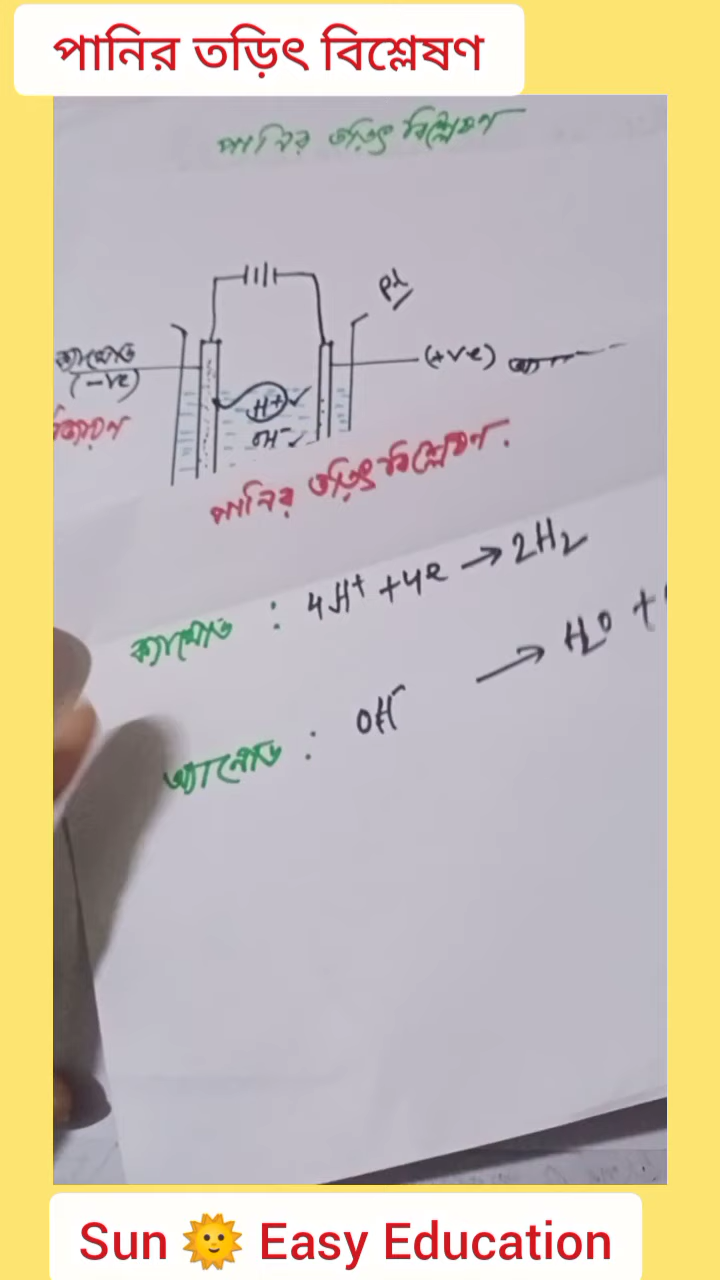 পানির তড়িৎ বিশ্লেষণ
পানির তড়িৎ বিশ্লেষণ
Pt
ক্যাথোড
(-ve)
(+ve)
H+
OH-
পানির তড়িৎ বিশ্লেষণ.
ক্যাথোড : 4H+ + 4e → 2H2
অ্যানোড : OH- → H2O +
Sun 🌞 Easy Education